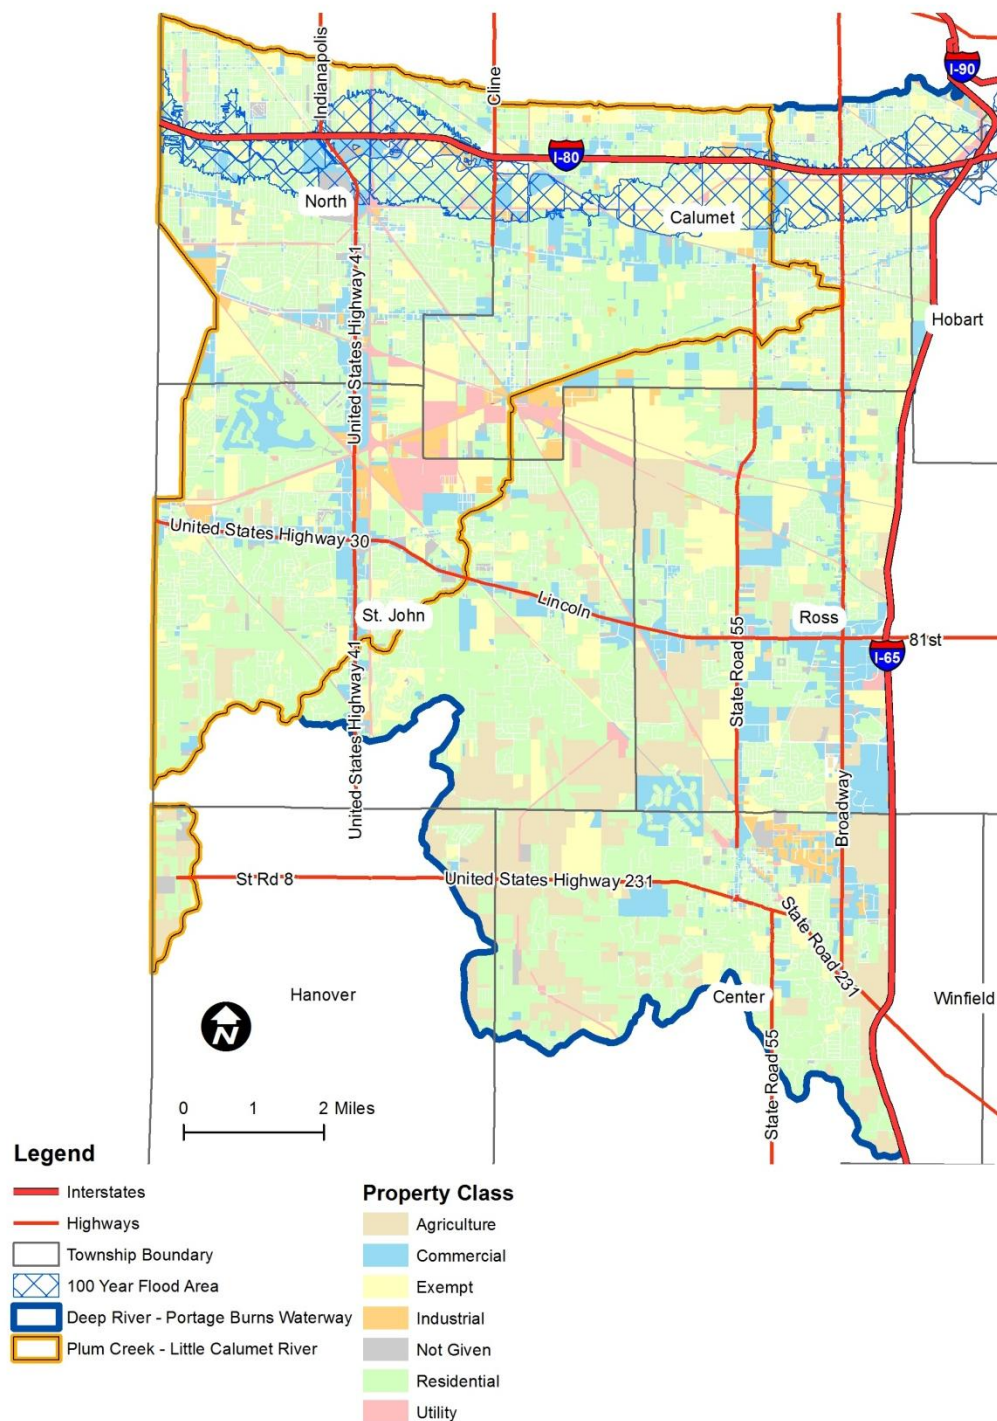 Indianapolis
Cline
I-90
I-80
North
Calumet
United States Highway 41
Hobart
United States Highway 41
United States Highway 30
Lincoln
St. John
State Road 55
Ross
81st
I-65
United States Highway 41
Broadway
St Rd 8
United States Highway 231
State Road 231
Hanover
Center
Winfield
N
State Road 55
0 1 2 Miles
Legend
Interstates
Highways
Township Boundary
100 Year Flood Area
Deep River - Portage Burns Waterway
Plum Creek - Little Calumet River
Property Class
Agriculture
Commercial
Exempt
Industrial
Not Given
Residential
Utility